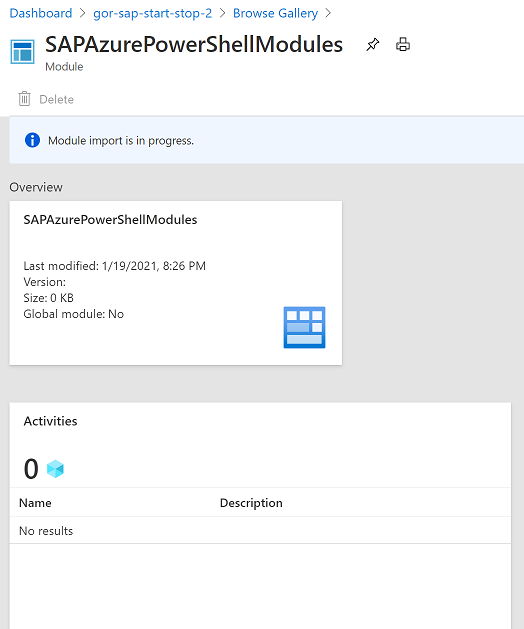 Dashboard > gor-sap-start-stop-2 > Browse Gallery >
SAPAzurePowerShellModules
Module
Delete
Module import is in progress.
Overview
SAPAzurePowerShellModules
Last modified: 1/19/2021, 8:26 PM
Version:
Size: 0 KB
Global module: No
Activities
0
Name Description
No results